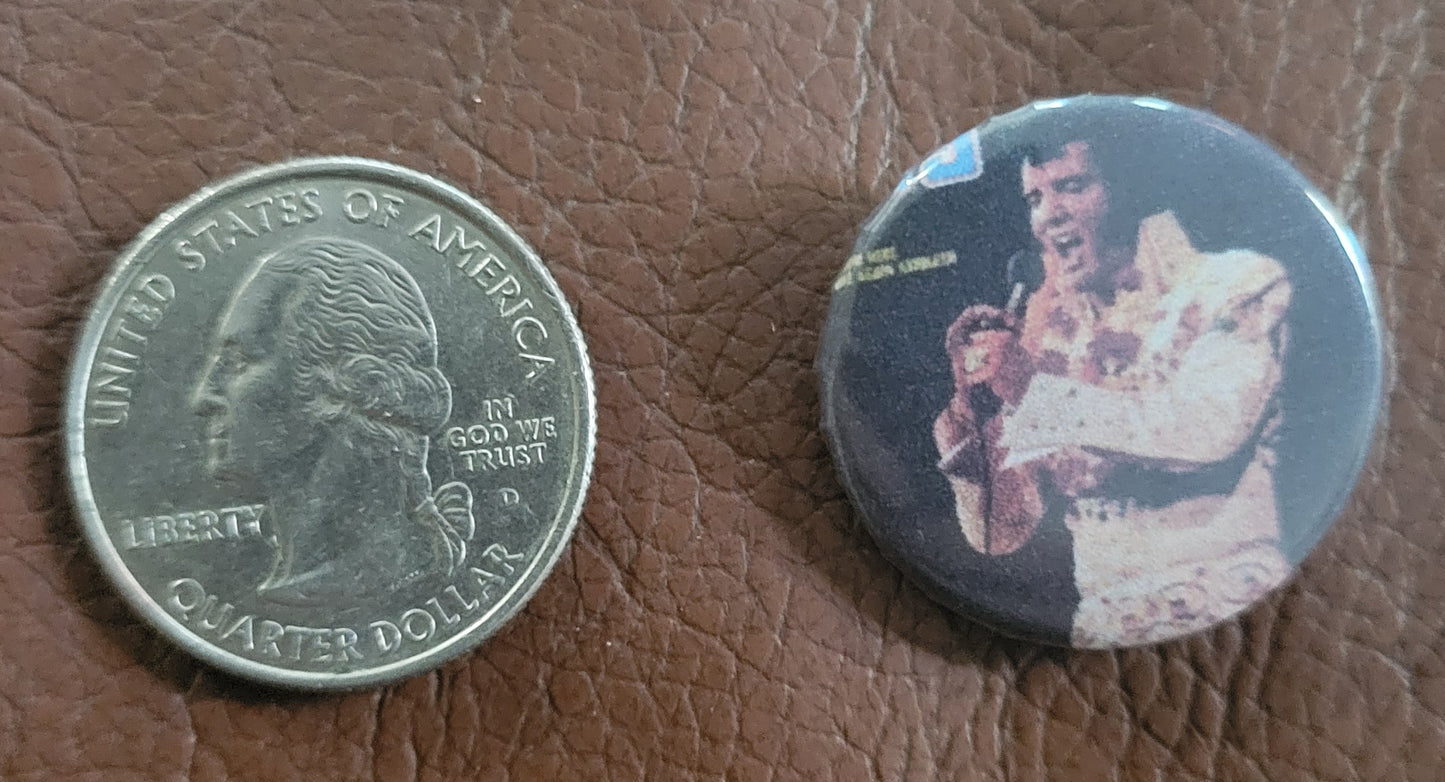 UNITED STATES OF AMERICA
LIBERTY
IN
GOD WE
TRUST
D
QUARTER DOLLAR